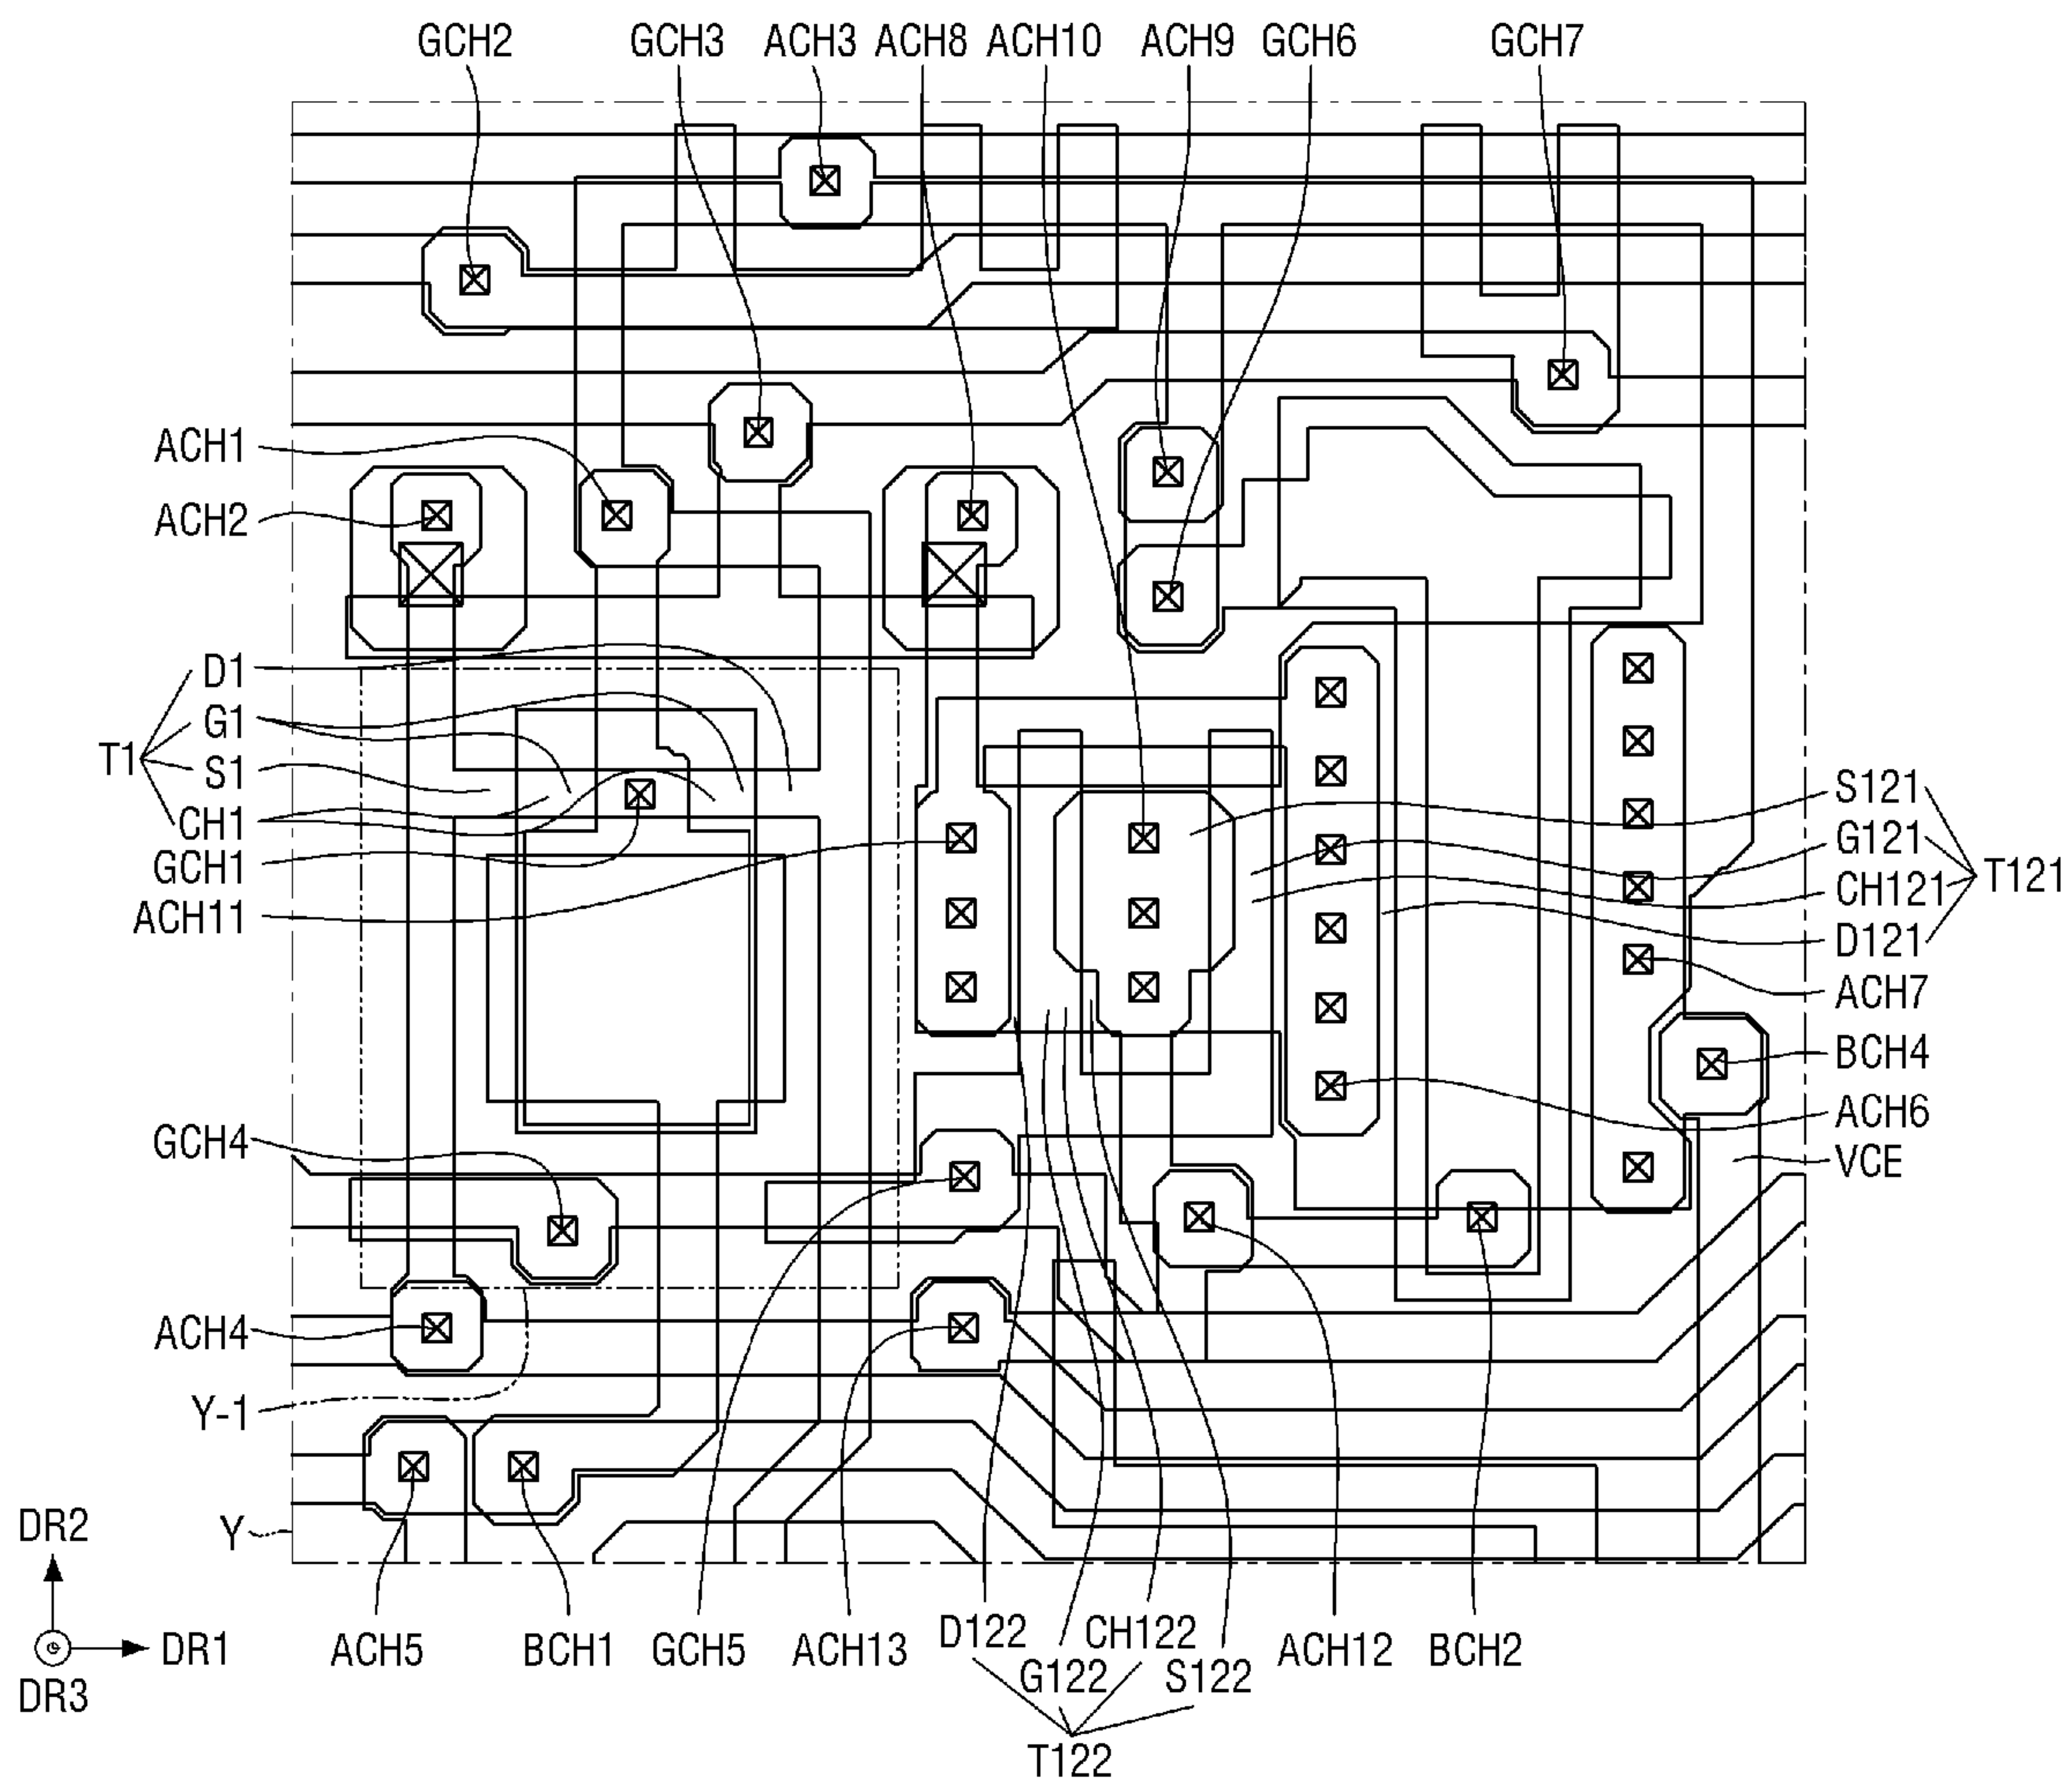 GCH2 GCH3 ACH3 ACH8 ACH10 ACH9 GCH6 GCH7
ACH1
ACH2
D1
G1
T1
S1
CH1
GCH1
ACH11
GCH4
ACH4
Y-1
Y
S121
G121
T121
CH121
D121
ACH7
BCH4
ACH6
VCE
DR2
DR1
DR3
ACH5 BCH1 GCH5 ACH13 D122 CH122 ACH12 BCH2
G122 S122
T122